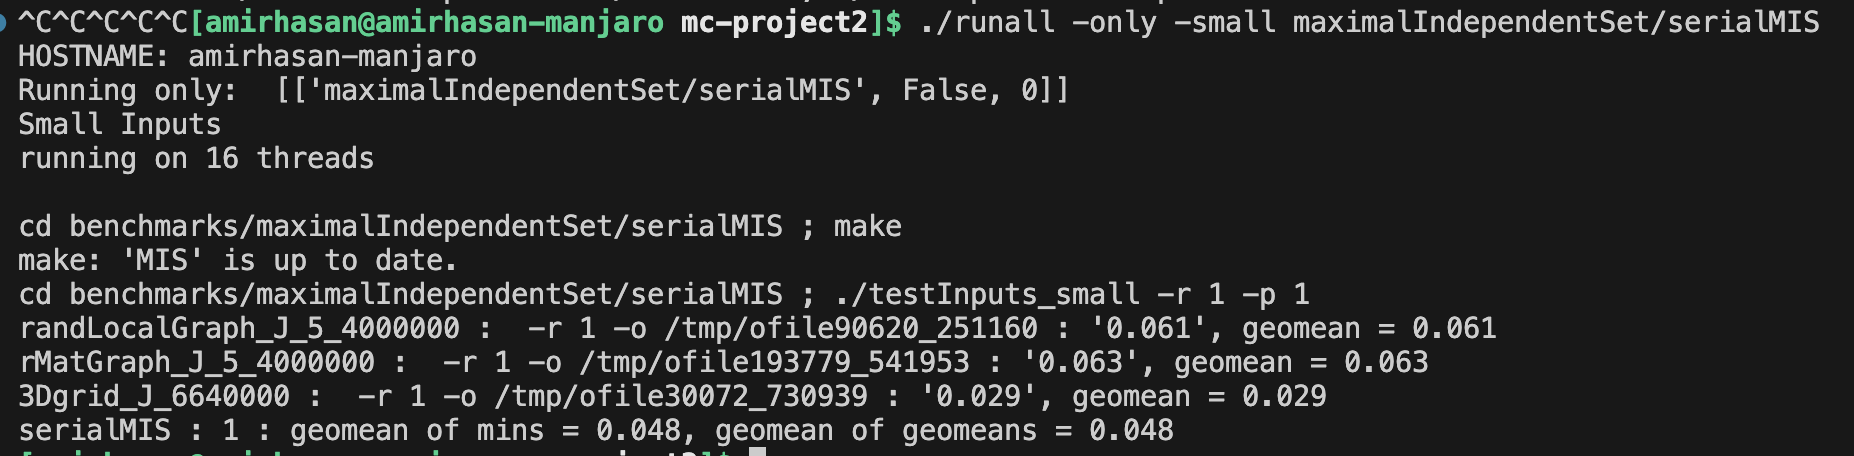 ^C^C^C^C^C[amirhasan@amirhasan-manjaro mc-project2]$ ./runall -only -small maximalIndependentSet/serialMIS
HOSTNAME: amirhasan-manjaro
Running only:  [['maximalIndependentSet/serialMIS', False, 0]]
Small Inputs
running on 16 threads
cd benchmarks/maximalIndependentSet/serialMIS ; make
make: 'MIS' is up to date.
cd benchmarks/maximalIndependentSet/serialMIS ; ./testInputs_small -r 1 -p 1
randLocalGraph_J_5_4000000 :  -r 1 -o /tmp/ofile90620_251160 : '0.061', geomean = 0.061
rMatGraph_J_5_4000000 :  -r 1 -o /tmp/ofile193779_541953 : '0.063', geomean = 0.063
3Dgrid_J_6640000 :  -r 1 -o /tmp/ofile30072_730939 : '0.029', geomean = 0.029
serialMIS : 1 : geomean of mins = 0.048, geomean of geomeans = 0.048